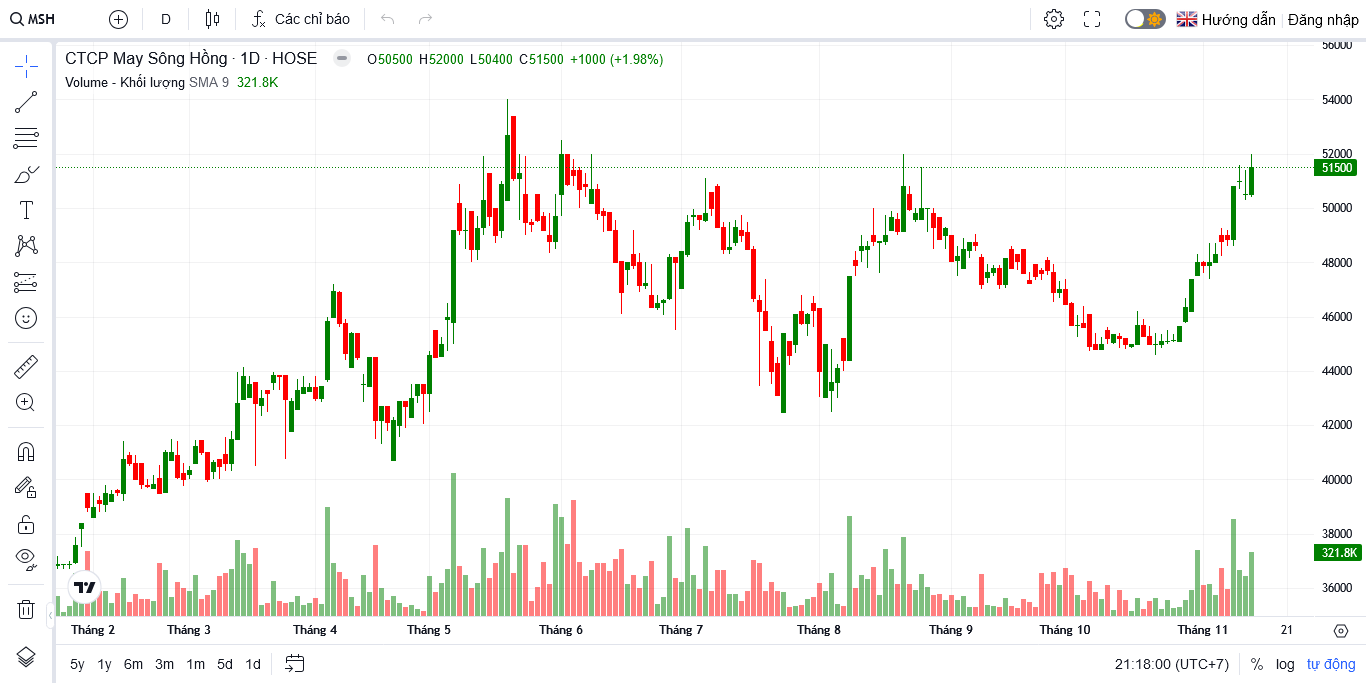 MSH D Các chỉ báo Hướng dẫn Đăng nhập
CTCP May Sông Hồng · 1D · HOSE O50500 H52000 L50400 C51500 +1000 (+1.98%)
Volume - Khối lượng SMA 9 321.8K
56000
54000
52000
51500
50000
48000
46000
44000
42000
40000
38000
321.8K
36000
Tháng 2 Tháng 3 Tháng 4 Tháng 5 Tháng 6 Tháng 7 Tháng 8 Tháng 9 Tháng 10 Tháng 11 21
5y 1y 6m 3m 1m 5d 1d 21:18:00 (UTC+7) % log tự động